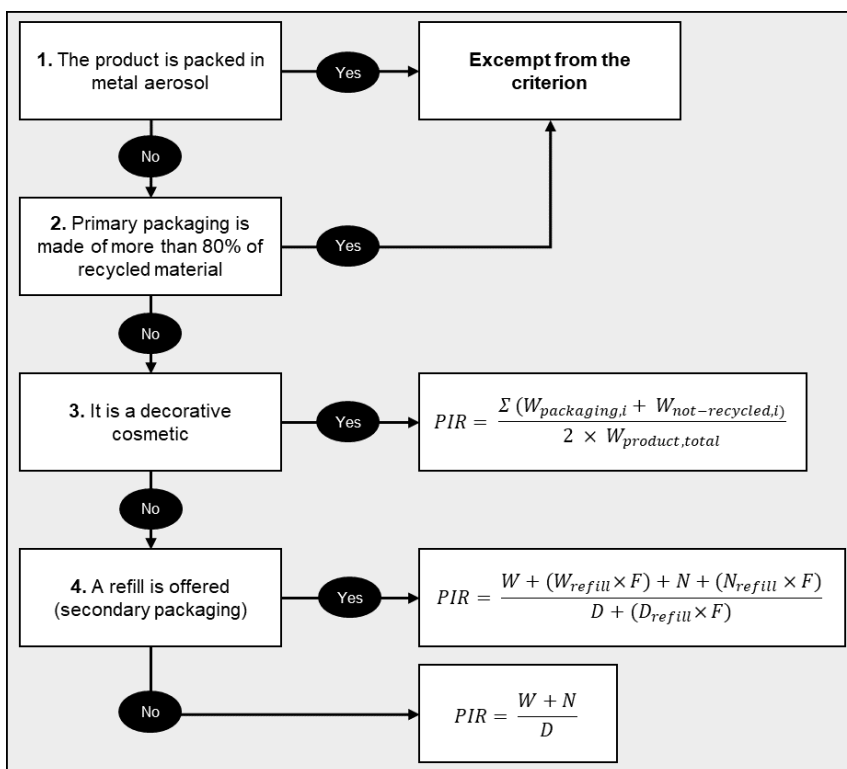 1. The product is packed in
metal aerosol
Yes
Excempt from the
criterion
No
2. Primary packaging is
made of more than 80% of
recycled material
Yes
No
3. It is a decorative
cosmetic
Yes
PIR = Σ (W_packaging,i + W_not−recycled,i) / 2 × W_product,total
No
4. A refill is offered
(secondary packaging)
Yes
PIR = W + (W_refill × F) + N + (N_refill × F) / D + (D_refill × F)
No
PIR = W + N / D